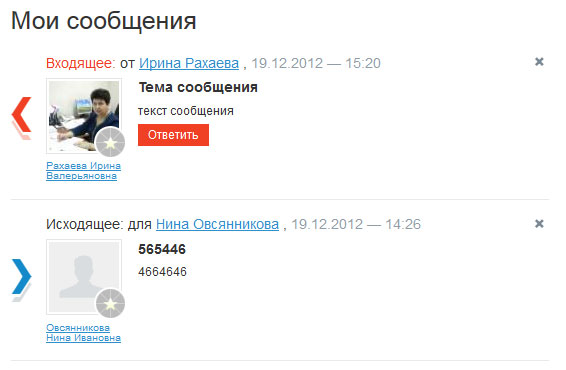 Мои сообщения
Входящее: от Ирина Рахаева , 19.12.2012 — 15:20
Тема сообщения
текст сообщения
Ответить
Рахаева Ирина
Валерьяновна
Исходящее: для Нина Овсянникова , 19.12.2012 — 14:26
565446
4664646
Овсянникова
Нина Ивановна